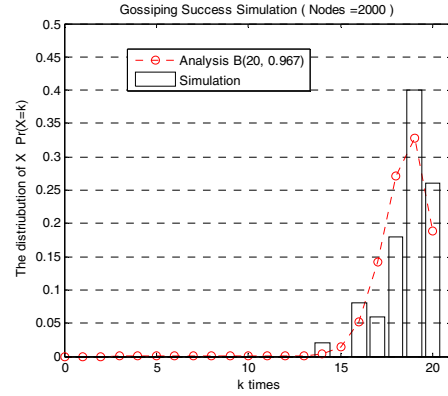 Gossiping Success Simulation ( Nodes =2000 )
The distriubution of X Pr(X=k)
0.5
0.45
0.4
0.35
0.3
0.25
0.2
0.15
0.1
0.05
0
Analysis B(20, 0.967)
Simulation
0 5 10 15 20
k times